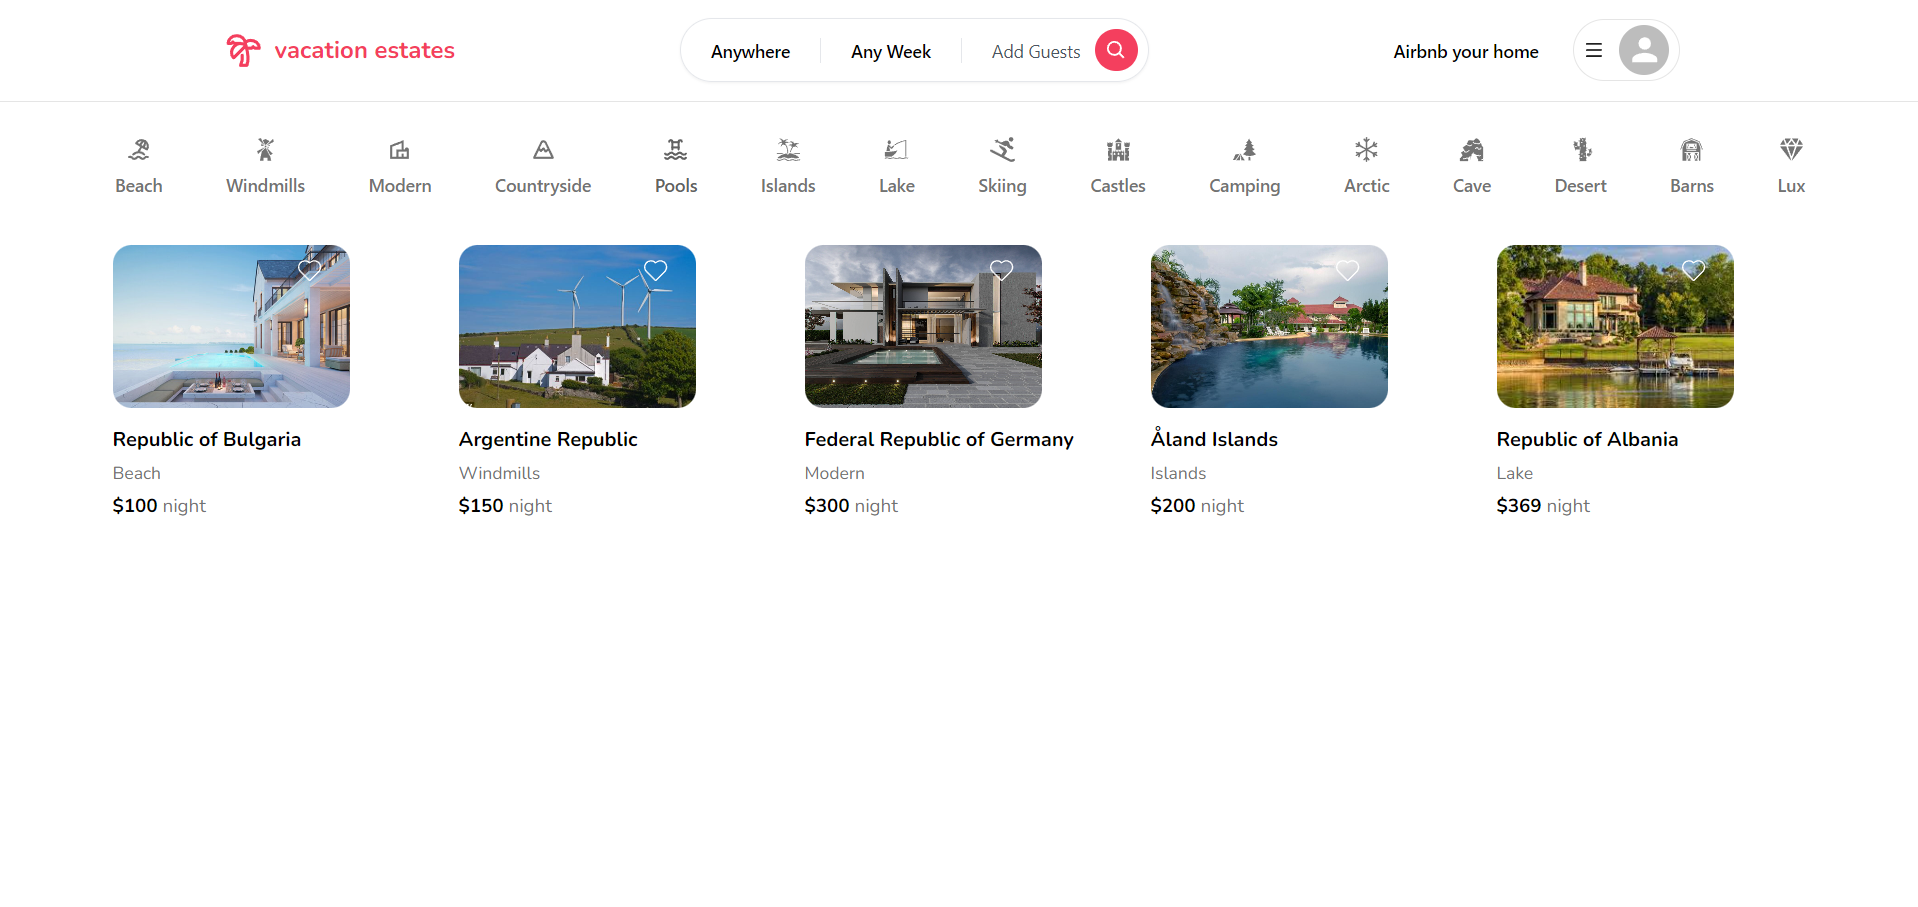 vacation estates
Anywhere
Any Week
Add Guests
Airbnb your home
Beach
Windmills
Modern
Countryside
Pools
Islands
Lake
Skiing
Castles
Camping
Arctic
Cave
Desert
Barns
Lux
Republic of Bulgaria
Beach
$100 night
Argentine Republic
Windmills
$150 night
Federal Republic of Germany
Modern
$300 night
Åland Islands
Islands
$200 night
Republic of Albania
Lake
$369 night